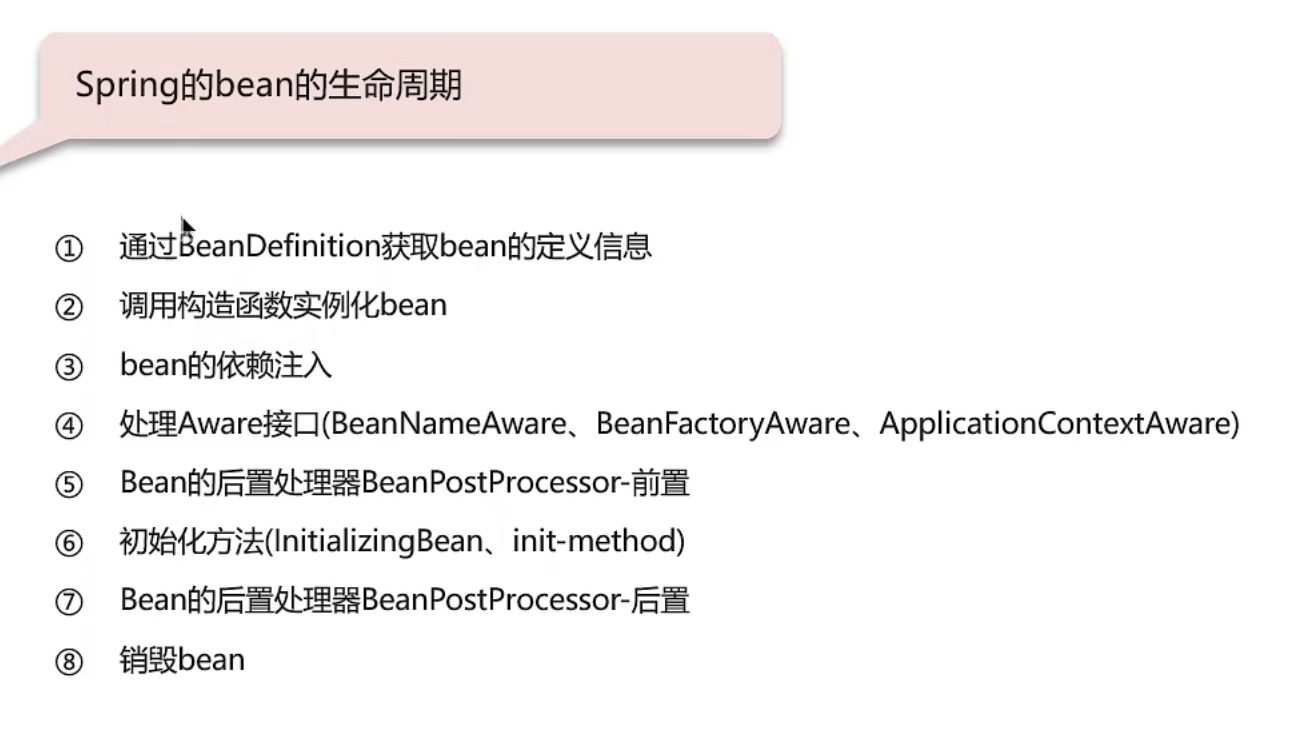 Spring的bean的生命周期
① 通过BeanDefinition获取bean的定义信息
② 调用构造函数实例化bean
③ bean的依赖注入
④ 处理Aware接口(BeanNameAware、BeanFactoryAware、ApplicationContextAware)
⑤ Bean的后置处理器BeanPostProcessor-前置
⑥ 初始化方法(InitializingBean、init-method)
⑦ Bean的后置处理器BeanPostProcessor-后置
⑧ 销毁bean